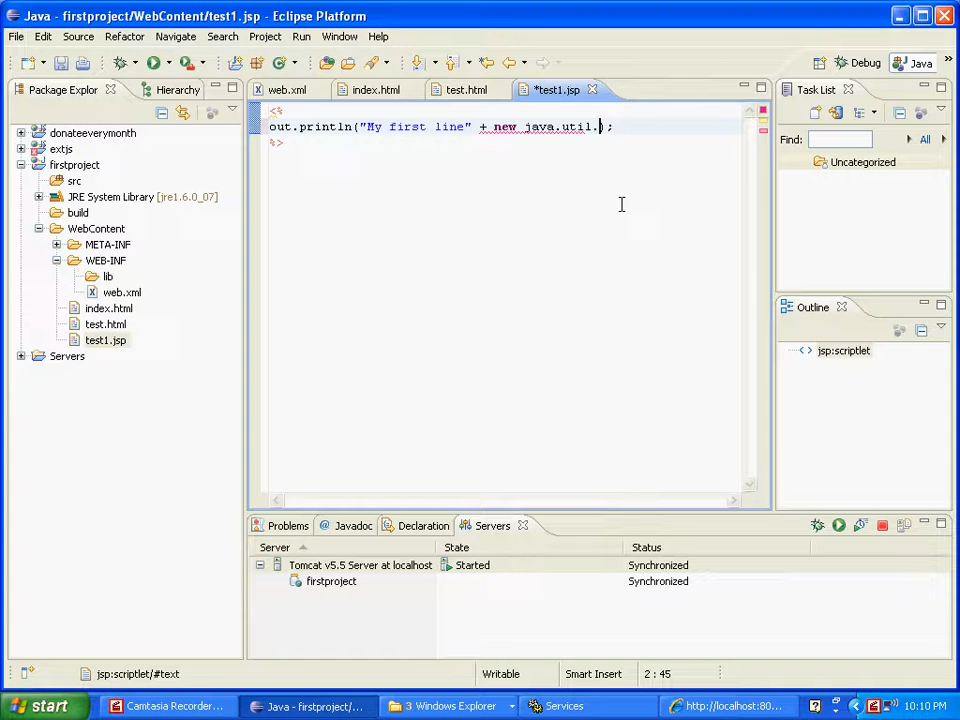 Java - firstproject/WebContent/test1.jsp - Eclipse Platform
File Edit Source Refactor Navigate Search Project Run Window Help
Debug Java »
Package Explor Hierarchy
web.xml index.html test.html *test1.jsp
Task List
donateeverymonth
extjs
firstproject
src
JRE System Library [jre1.6.0_07]
build
WebContent
META-INF
WEB-INF
lib
web.xml
index.html
test.html
test1.jsp
Servers
<%
out.println("My first line" + new java.util.);
%>
Find: All
Uncategorized
Outline
jsp:scriptlet
Problems Javadoc Declaration Servers
Server State Status
Tomcat v5.5 Server at localhost Started Synchronized
firstproject Synchronized
jsp:scriptlet/#text Writable Smart Insert 2 : 45
start Camtasia Recorder... Java - firstproject/... 3 Windows Explorer Services http://localhost:80... 10:10 PM